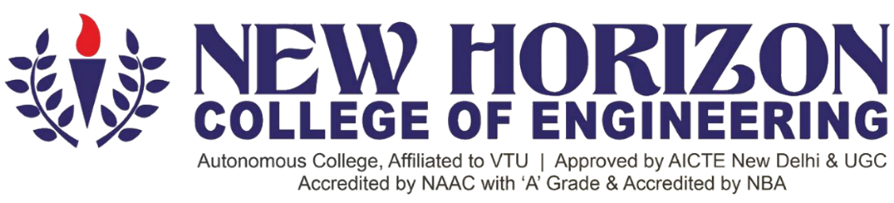 NEW HORIZON
COLLEGE OF ENGINEERING
Autonomous College, Affiliated to VTU | Approved by AICTE New Delhi & UGC
Accredited by NAAC with ‘A’ Grade & Accredited by NBA